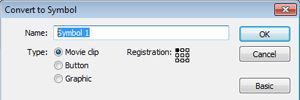 Convert to Symbol
Name: Symbol 1 OK
Type: Movie clip Registration: Cancel
Button
Graphic
Basic